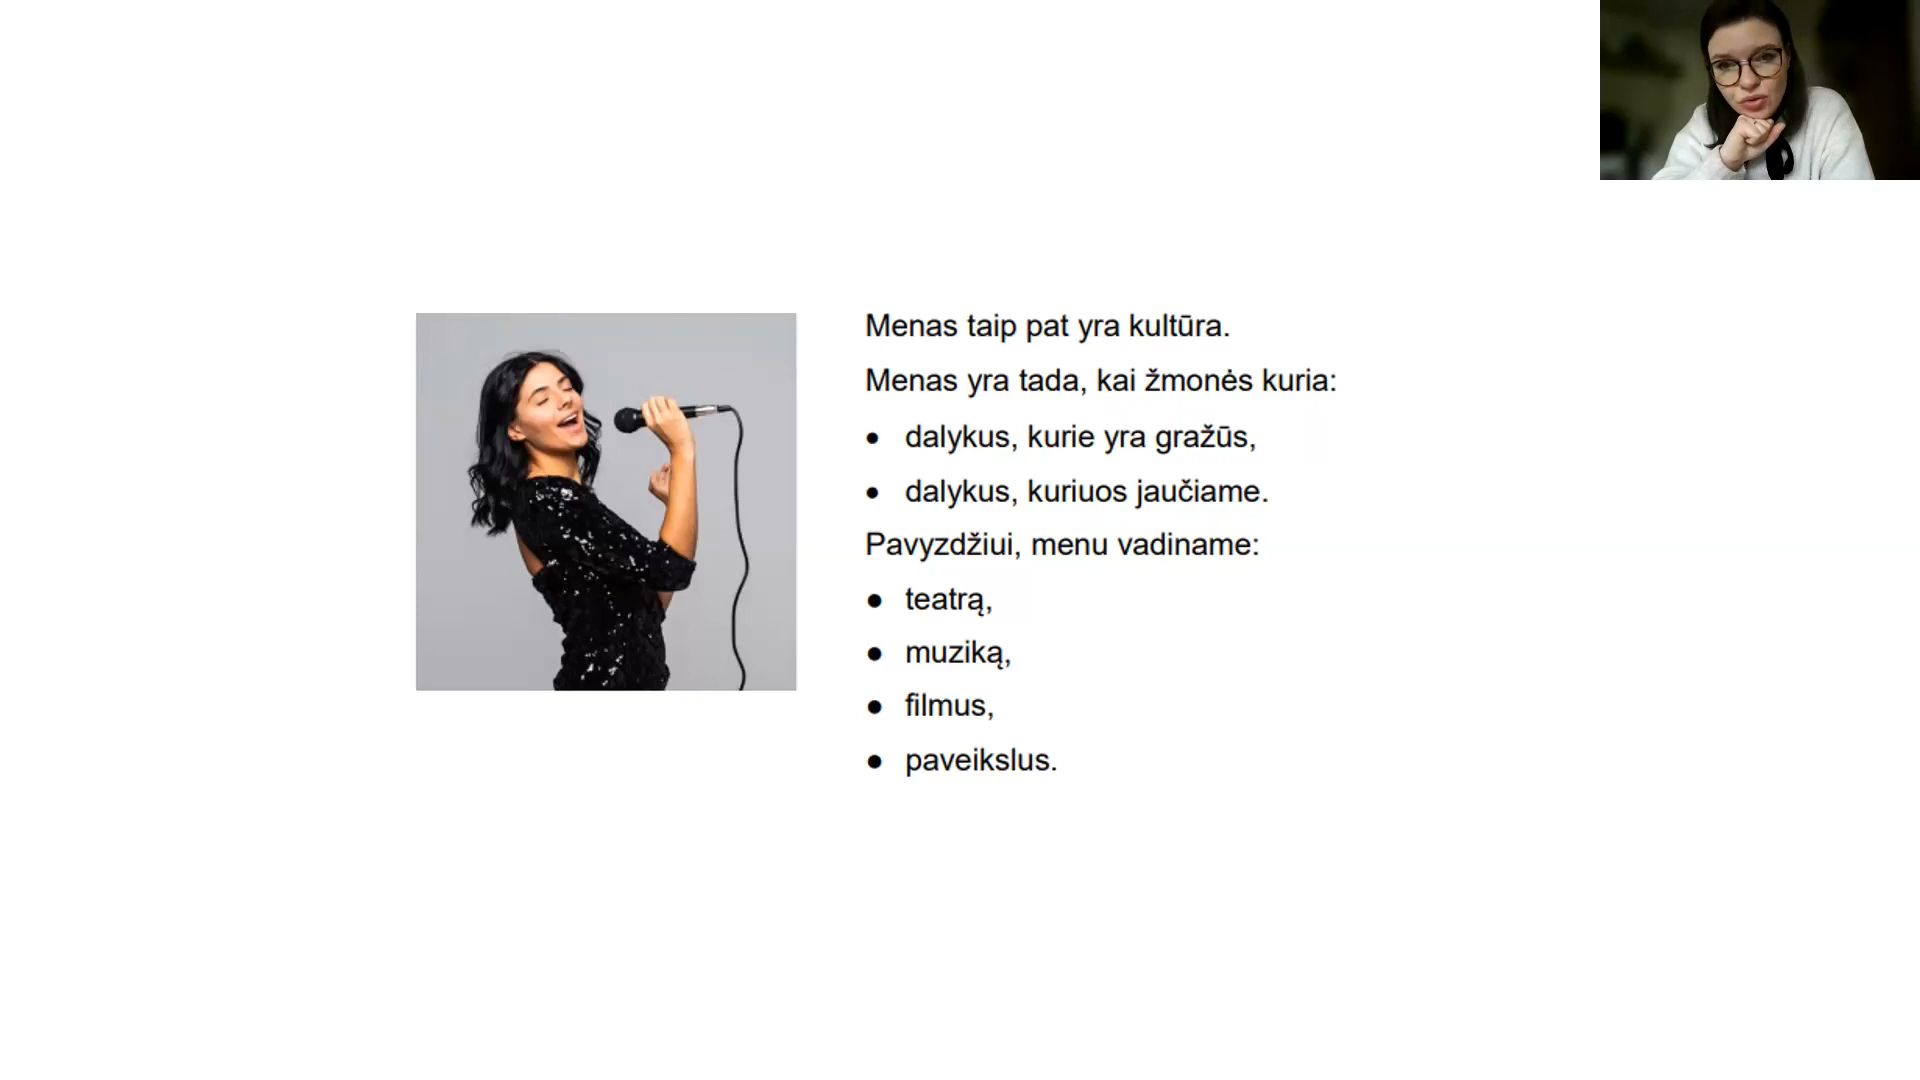 Menas taip pat yra kultūra.
Menas yra tada, kai žmonės kuria:
● dalykus, kurie yra gražūs,
● dalykus, kuriuos jaučiame.
Pavyzdžiui, menu vadiname:
● teatrą,
● muziką,
● filmus,
● paveikslus.